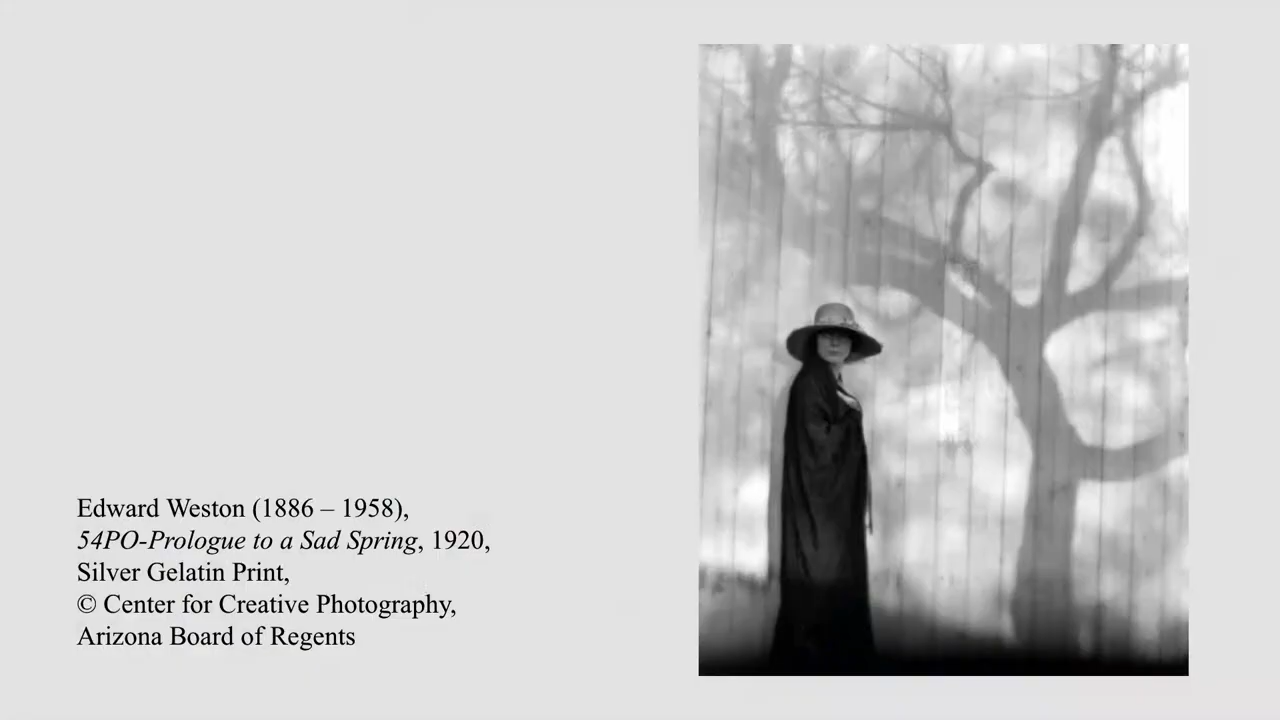 Edward Weston (1886 – 1958),
54PO-Prologue to a Sad Spring, 1920,
Silver Gelatin Print,
© Center for Creative Photography,
Arizona Board of Regents